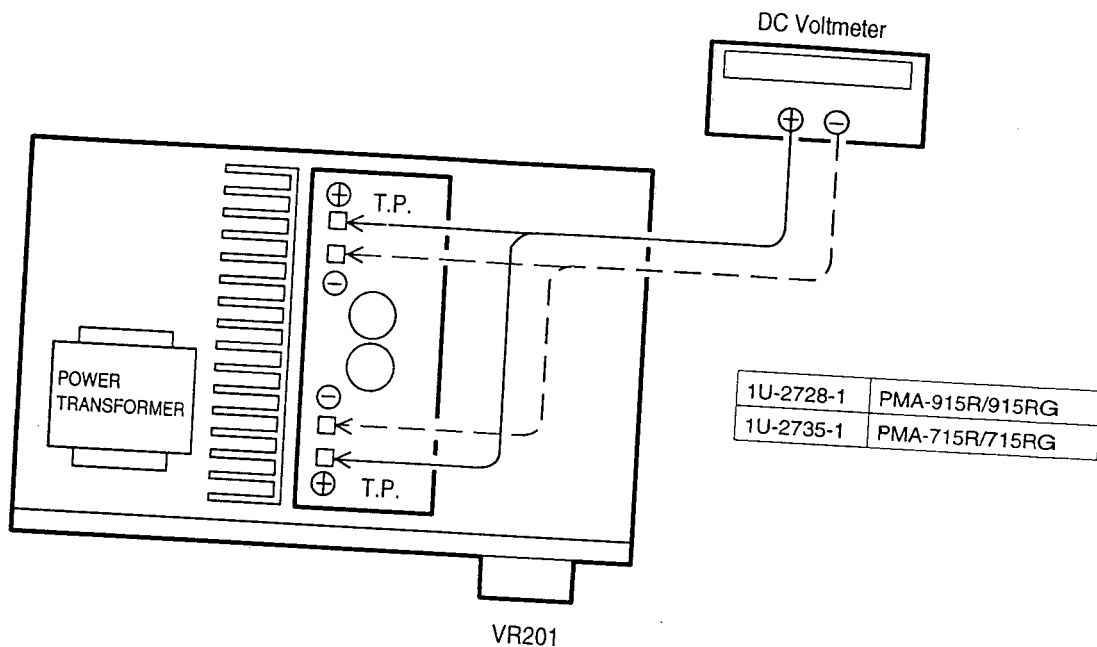 DC Voltmeter
⊕ ⊖
⊕ T.P.
⊖
POWER
TRANSFORMER
⊖
⊕ T.P.
1U-2728-1 PMA-915R/915RG
1U-2735-1 PMA-715R/715RG
VR201